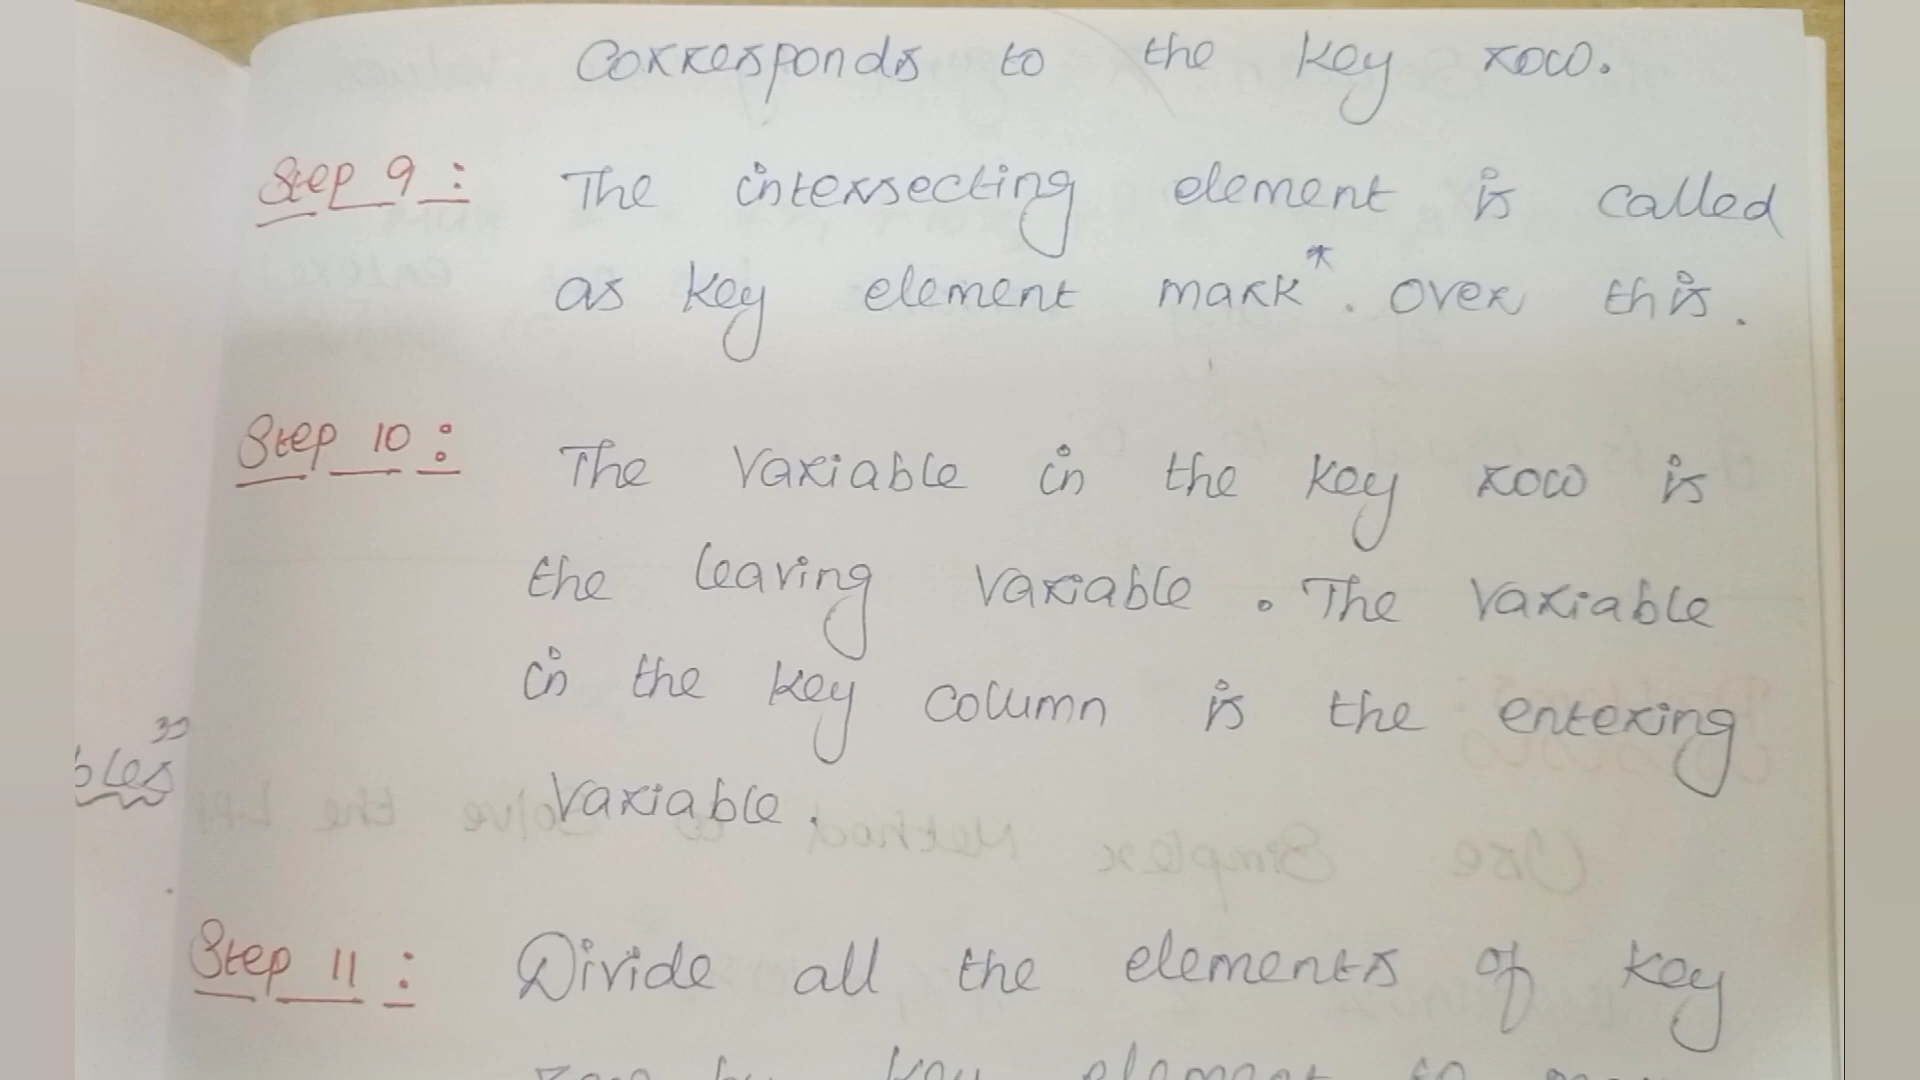 Corresponds to the key row.
Step 9 : The intersecting element is called
as key element mark*. over this.
Step 10 : The variable in the key row is
the leaving variable. The variable
in the key column is the entering
variable.
Step 11 : Divide all the elements of key